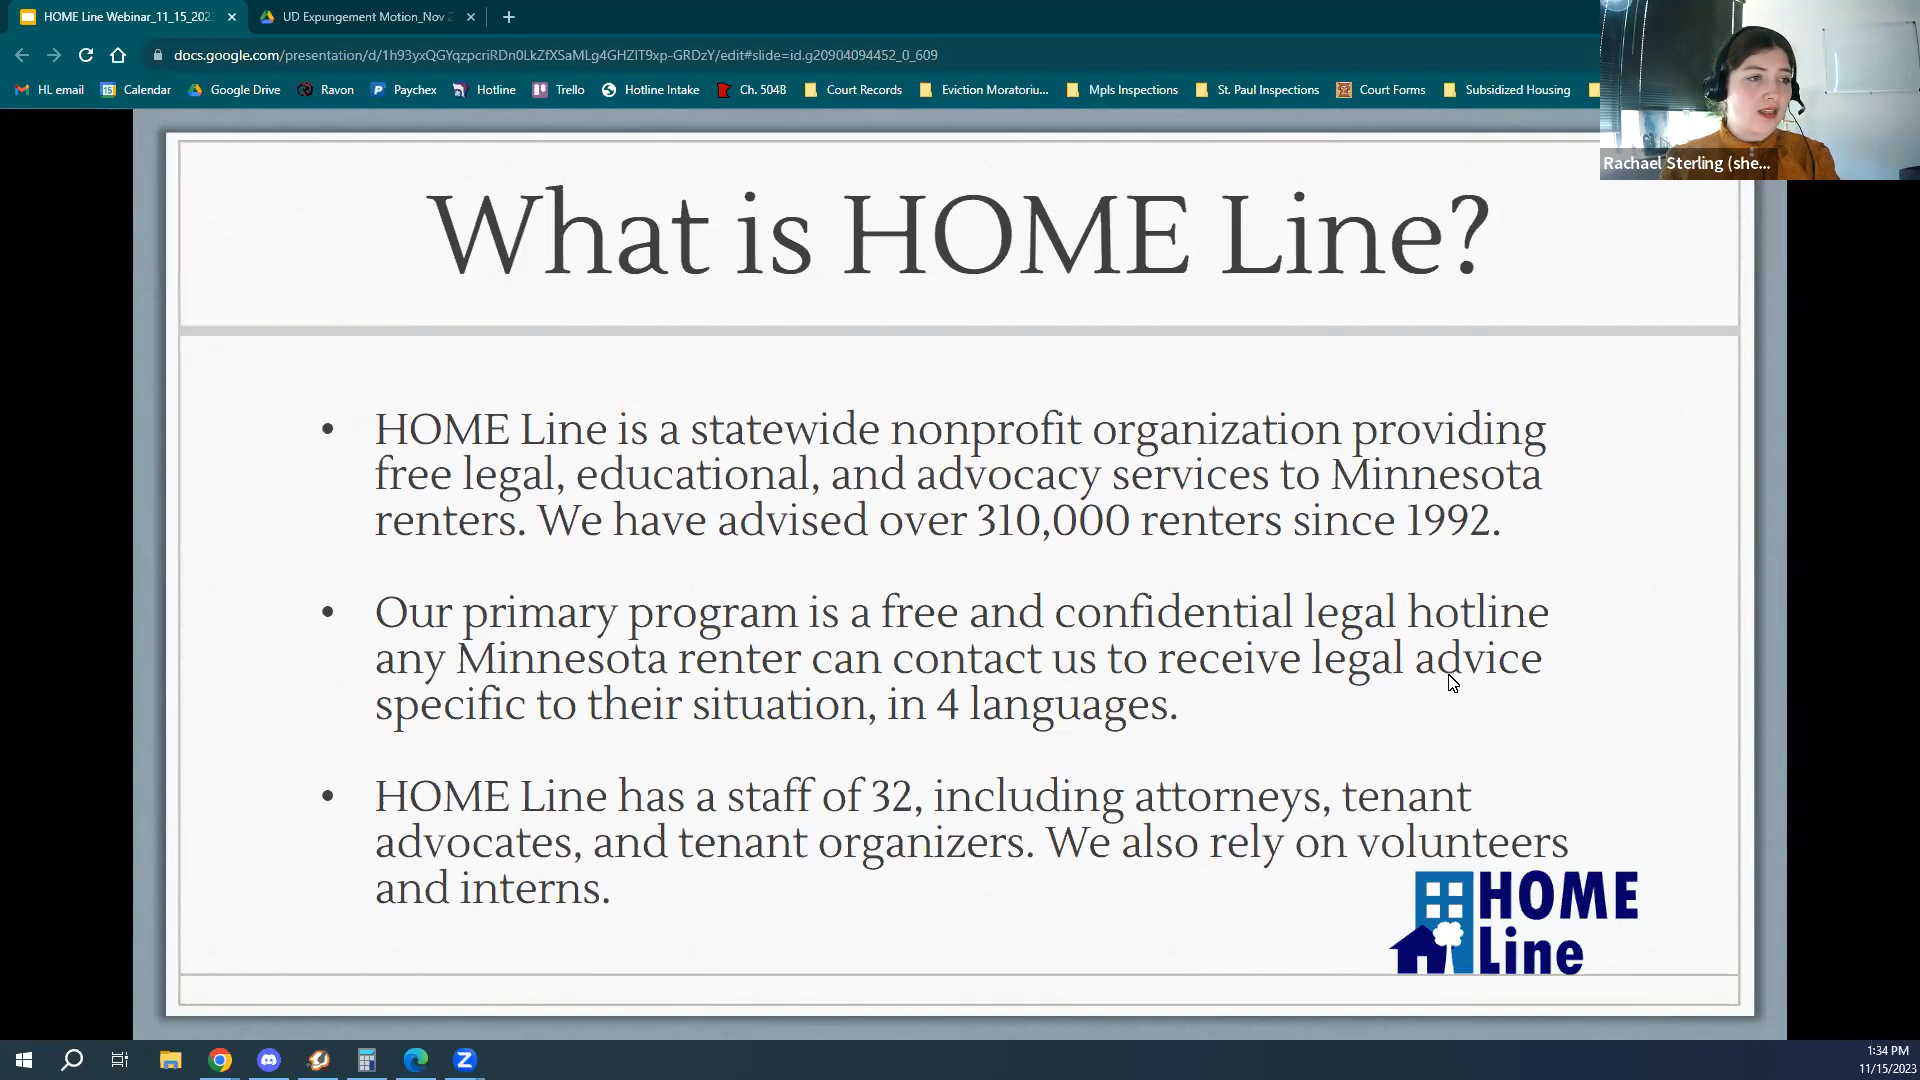 HOME Line Webinar_11_15_202
UD Expungement Motion_Nov 2
docs.google.com/presentation/d/1h93yxQGYqzpcriRDn0LkZfXSaMLg4GHZIT9xp-GRDzY/edit#slide=id.g20904094452_0_609
HL email Calendar Google Drive Ravon Paychex Hotline Trello Hotline Intake Ch. 504B Court Records Eviction Moratoriu... Mpls Inspections St. Paul Inspections Court Forms Subsidized Housing
Rachael Sterling (she...
What is HOME Line?
• HOME Line is a statewide nonprofit organization providing
free legal, educational, and advocacy services to Minnesota
renters. We have advised over 310,000 renters since 1992.
• Our primary program is a free and confidential legal hotline
any Minnesota renter can contact us to receive legal advice
specific to their situation, in 4 languages.
• HOME Line has a staff of 32, including attorneys, tenant
advocates, and tenant organizers. We also rely on volunteers
and interns.
HOME
Line
1:34 PM
11/15/2023